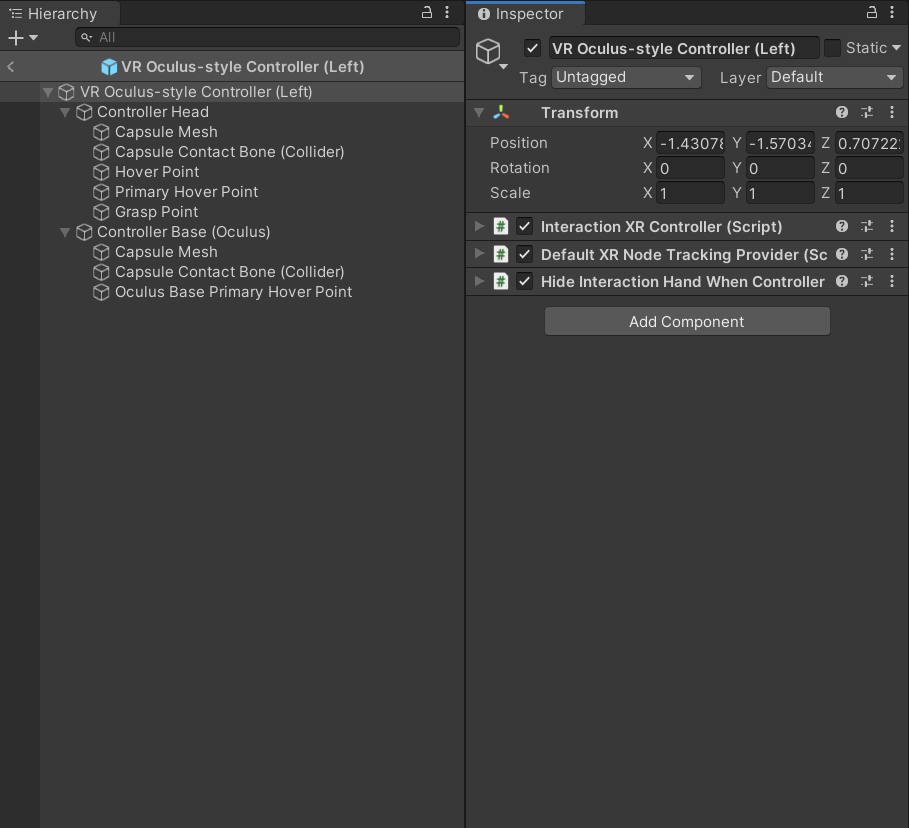 Hierarchy
All
VR Oculus-style Controller (Left)
VR Oculus-style Controller (Left)
Controller Head
Capsule Mesh
Capsule Contact Bone (Collider)
Hover Point
Primary Hover Point
Grasp Point
Controller Base (Oculus)
Capsule Mesh
Capsule Contact Bone (Collider)
Oculus Base Primary Hover Point
Inspector
VR Oculus-style Controller (Left) Static
Tag Untagged Layer Default
Transform
Position X -1.43078 Y -1.57034 Z 0.70722
Rotation X 0 Y 0 Z 0
Scale X 1 Y 1 Z 1
# Interaction XR Controller (Script)
# Default XR Node Tracking Provider (Sc
# Hide Interaction Hand When Controller
Add Component